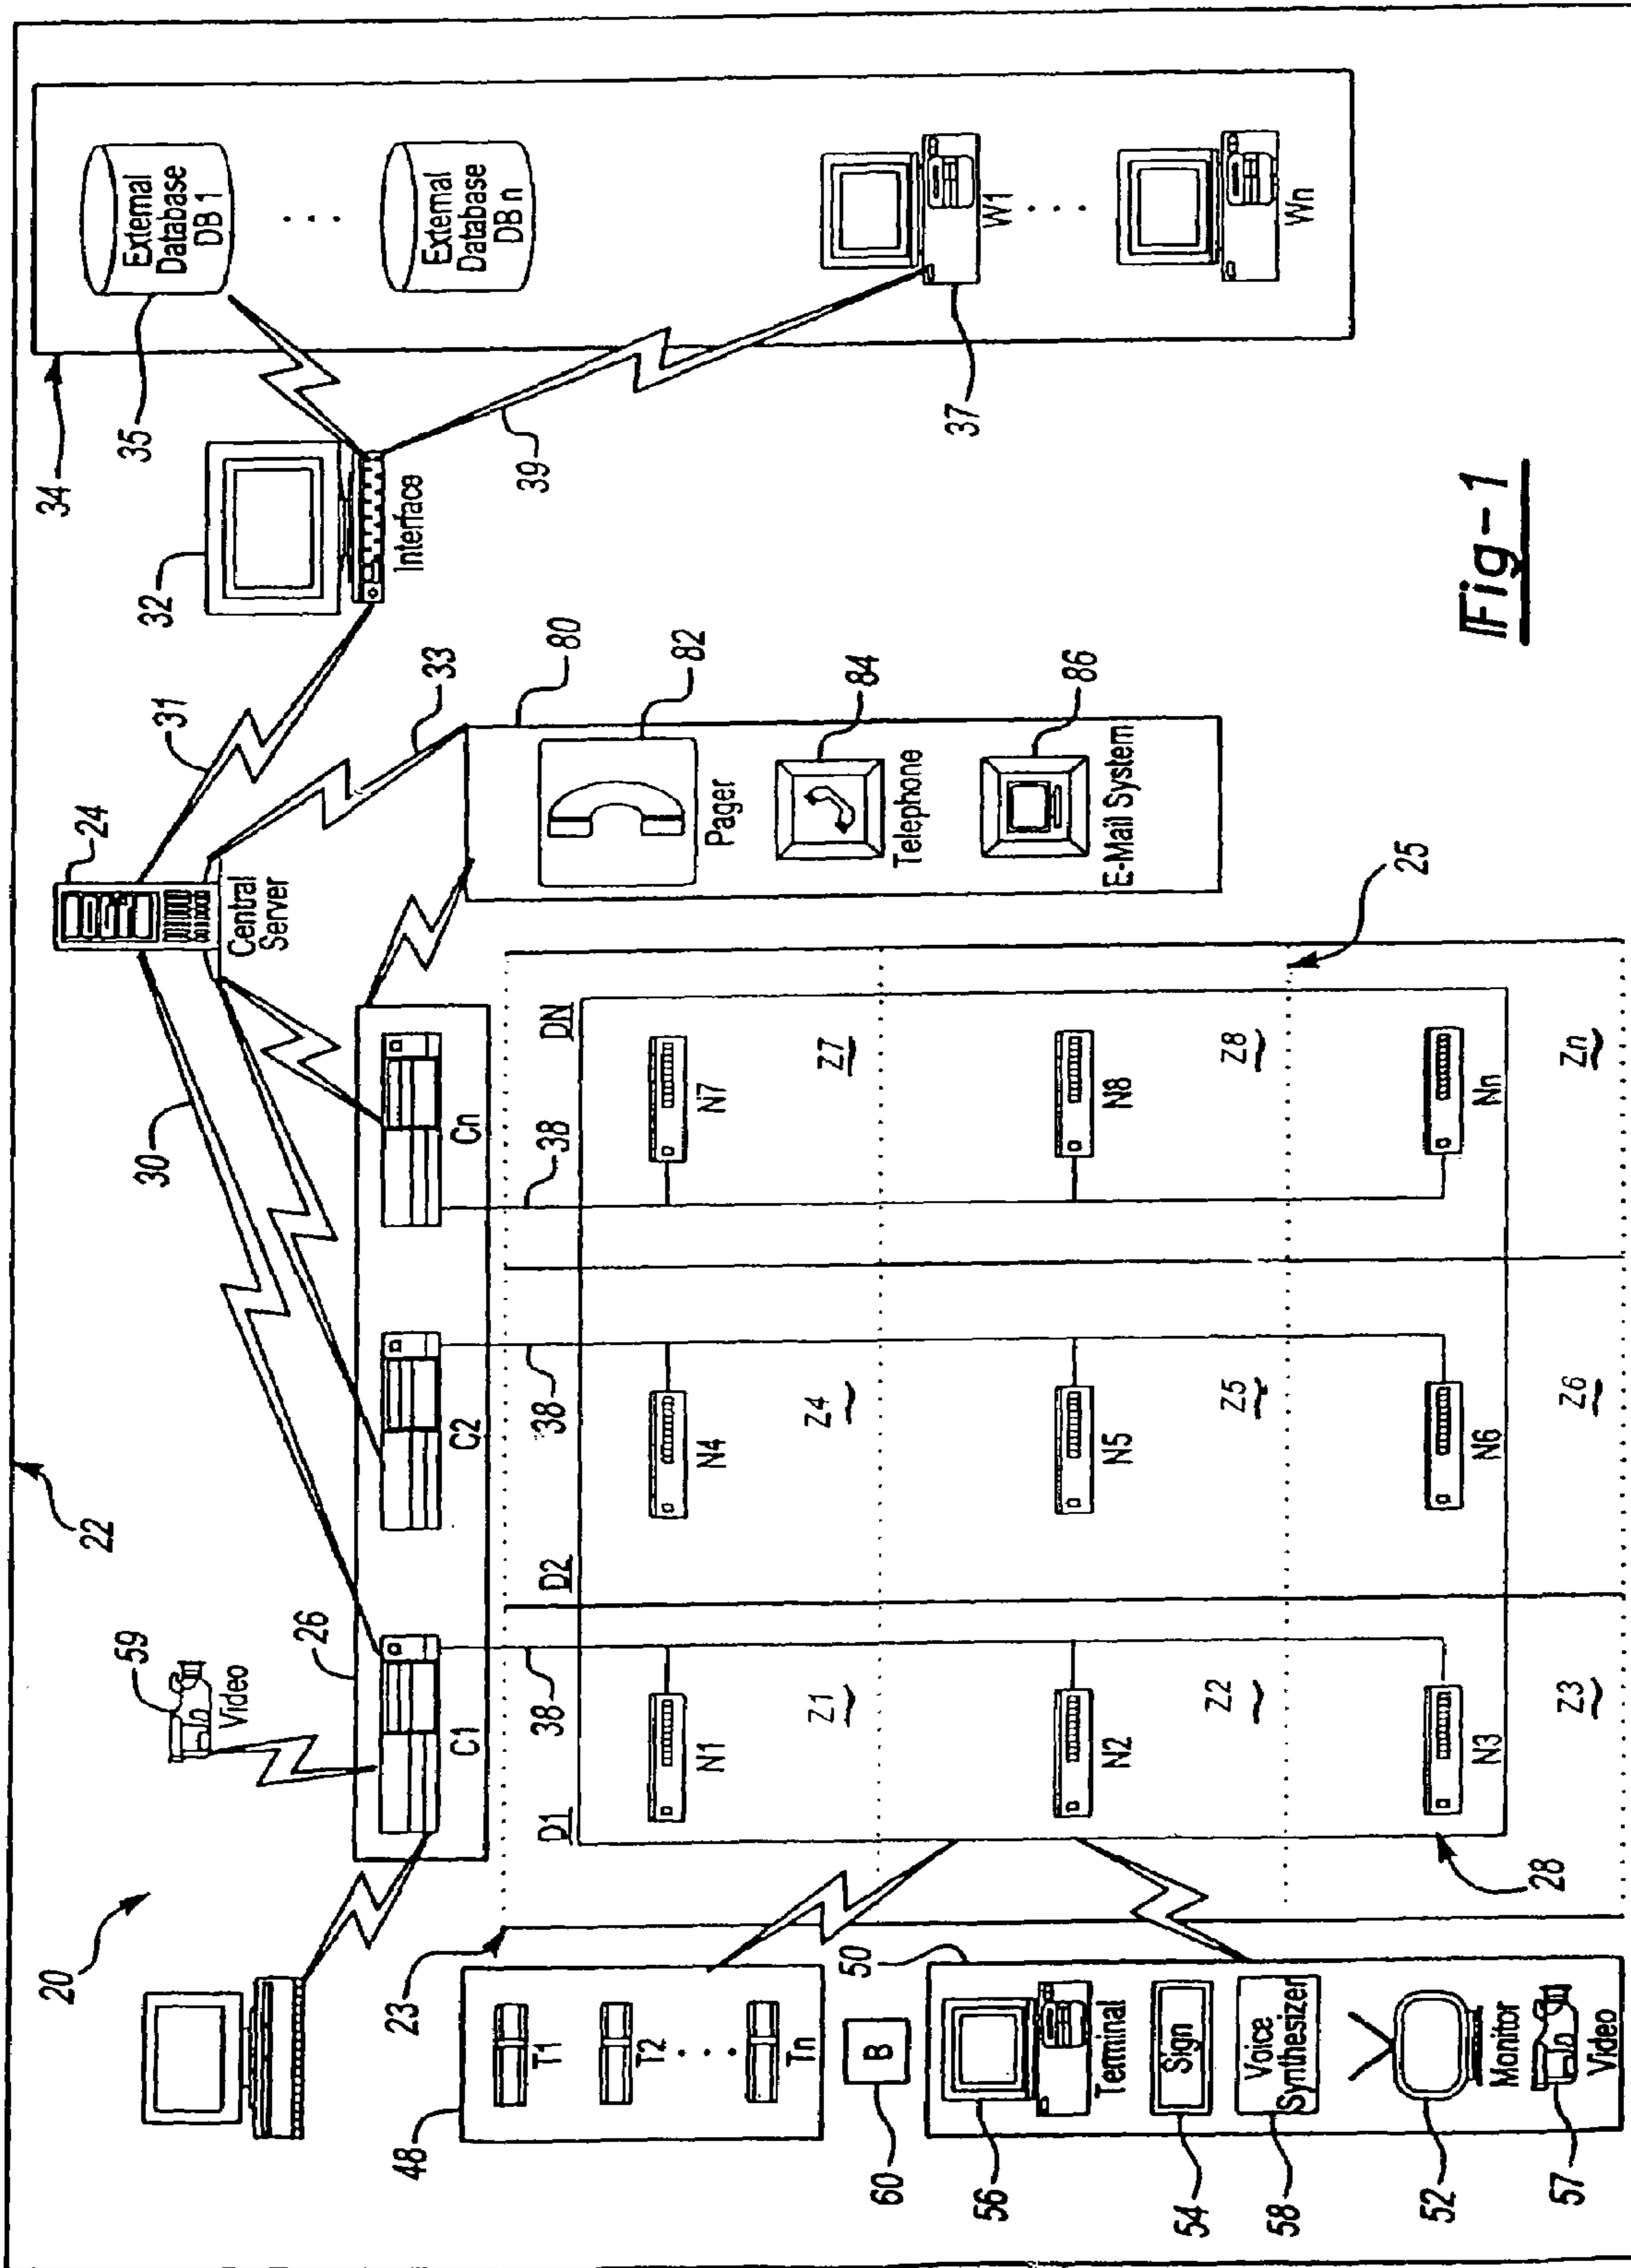 20
22
59
Video
26
30
24
Central
Server
31
33
32
Interface
34
35
External
Database
DB 1
. . .
External
Database
DB n
39
37
W1
. . .
Wn
C1
C2
Cn
80
82
Pager
84
Telephone
86
E-Mail System
23
38
38
38
D1
D2
DN
N1
N4
N7
Z1
Z4
Z7
N2
N5
N8
Z2
Z5
Z8
25
N3
N6
Nn
Z3
Z6
Zn
28
48
T1
T2
. . .
Tn
60
B
50
56
Terminal
54
Sign
58
Voice
Synthesizer
52
Monitor
57
Video
Fig-1